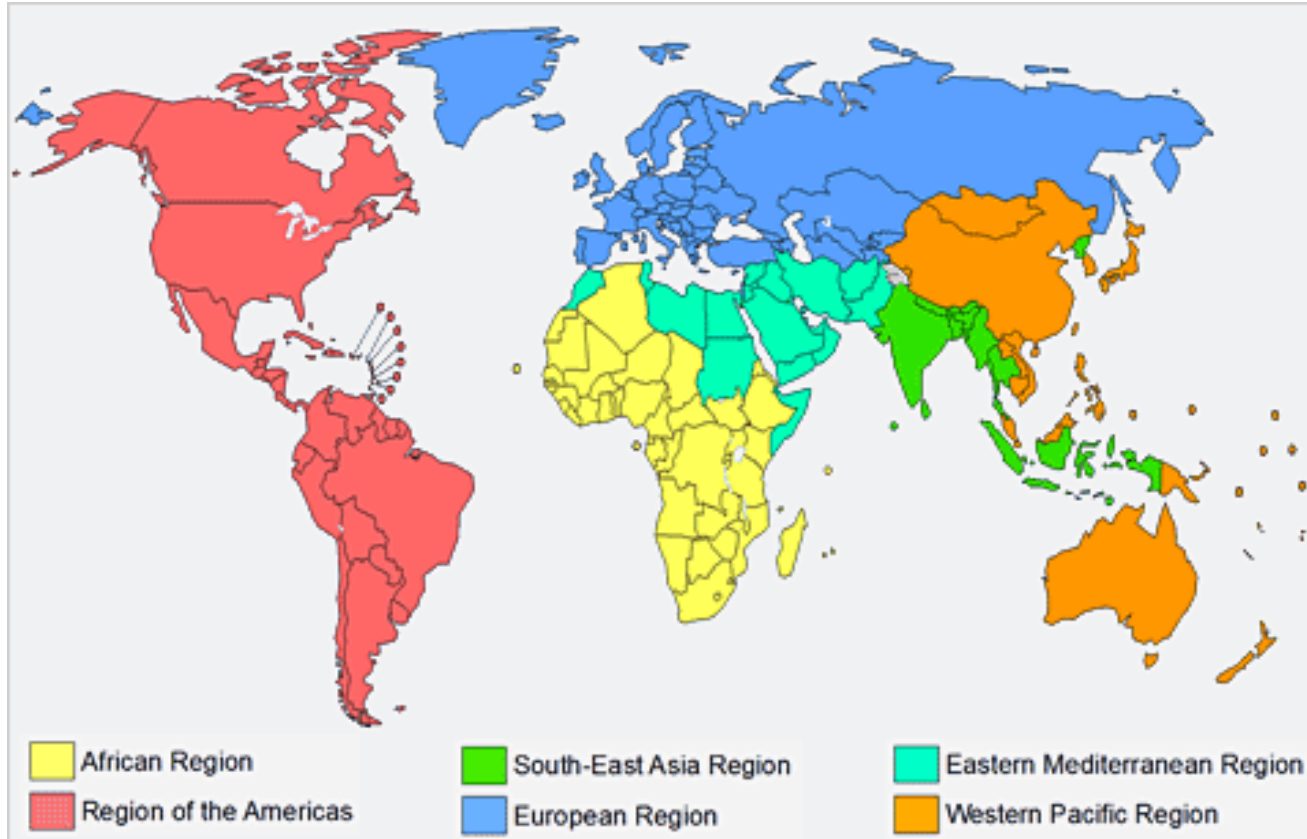 African Region
South-East Asia Region
Eastern Mediterranean Region
Region of the Americas
European Region
Western Pacific Region